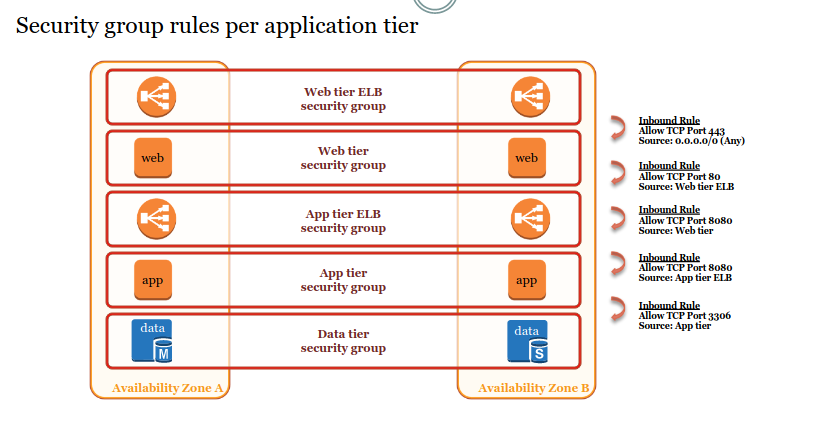 Security group rules per application tier
Web tier ELB
security group
web
Web tier
security group
web
App tier ELB
security group
app
App tier
security group
app
data
M
Data tier
security group
data
S
Availability Zone A
Availability Zone B
Inbound Rule
Allow TCP Port 443
Source: 0.0.0.0/0 (Any)
Inbound Rule
Allow TCP Port 80
Source: Web tier ELB
Inbound Rule
Allow TCP Port 8080
Source: Web tier
Inbound Rule
Allow TCP Port 8080
Source: App tier ELB
Inbound Rule
Allow TCP Port 3306
Source: App tier